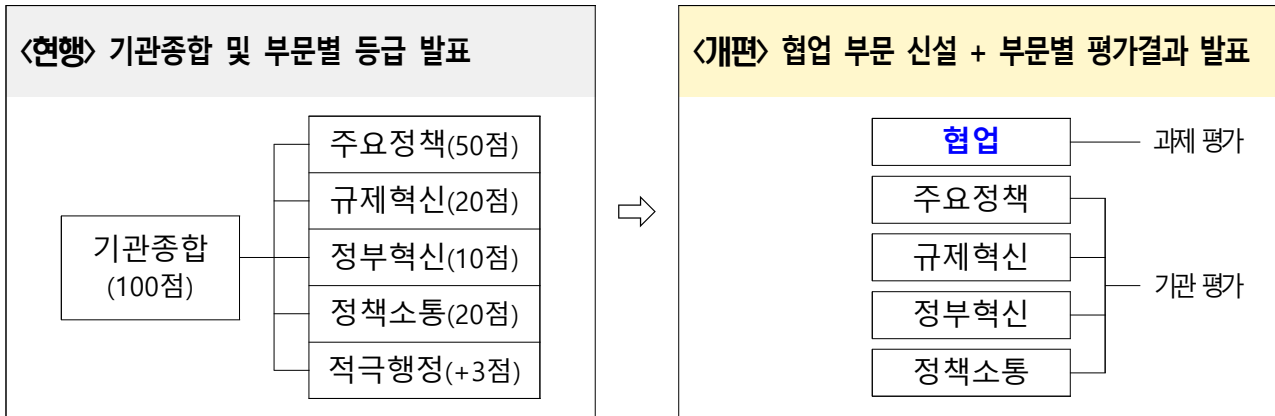 <현행> 기관종합 및 부문별 등급 발표
기관종합
(100점)
주요정책(50점)
규제혁신(20점)
정부혁신(10점)
정책소통(20점)
적극행정(+3점)
<개편> 협업 부문 신설 + 부문별 평가결과 발표
협업
과제 평가
주요정책
규제혁신
정부혁신
정책소통
기관 평가